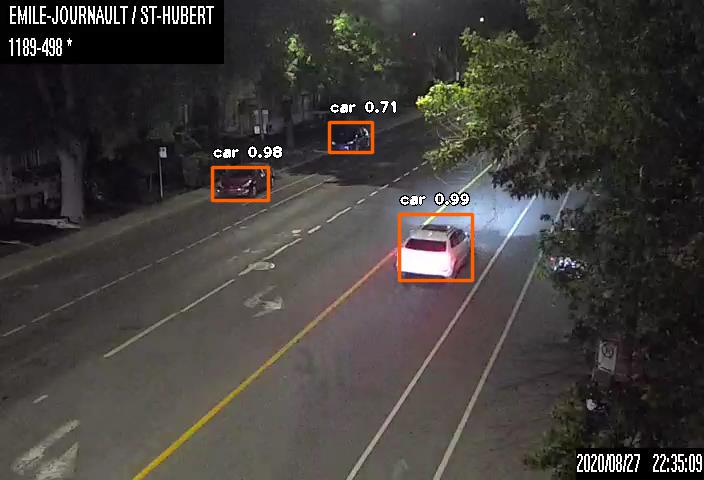 EMILE-JOURNAULT / ST-HUBERT
1189-498 *
car 0.71
car 0.98
car 0.99
2020/08/27 22:35:09